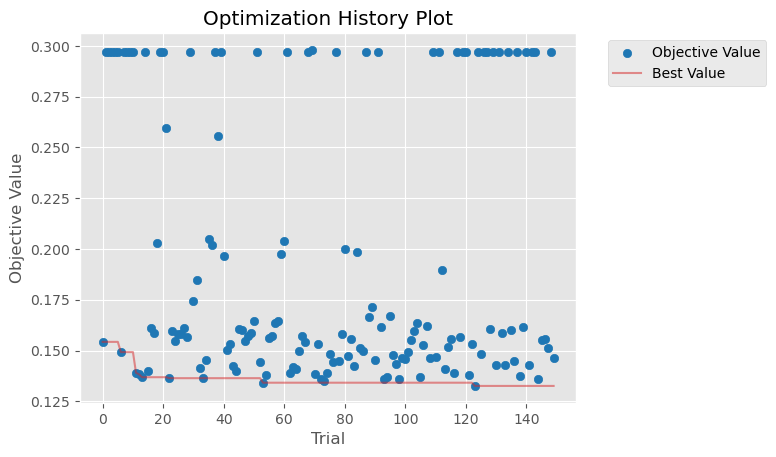 Optimization History Plot
Objective Value
Best Value
0.300
0.275
0.250
0.225
0.200
0.175
0.150
0.125
Objective Value
0 20 40 60 80 100 120 140
Trial